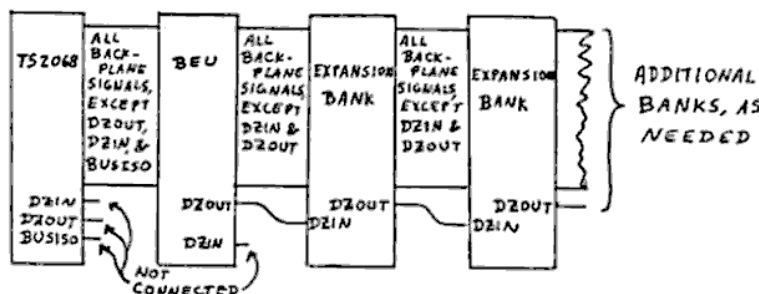 TS2068
ALL
BACK-
PLANE
SIGNALS,
EXCEPT
DZOUT,
DZIN, &
BUSISO
BEU
ALL
BACK-
PLANE
SIGNALS,
EXCEPT
DZIN &
DZOUT
EXPANSION
BANK
ALL
BACK-
PLANE
SIGNALS,
EXCEPT
DZIN &
DZOUT
EXPANSION
BANK
ADDITIONAL
BANKS, AS
NEEDED
DZIN
DZOUT
BUSISO
NOT
CONNECTED
DZOUT
DZIN
DZIN
DZOUT
DZIN
DZOUT